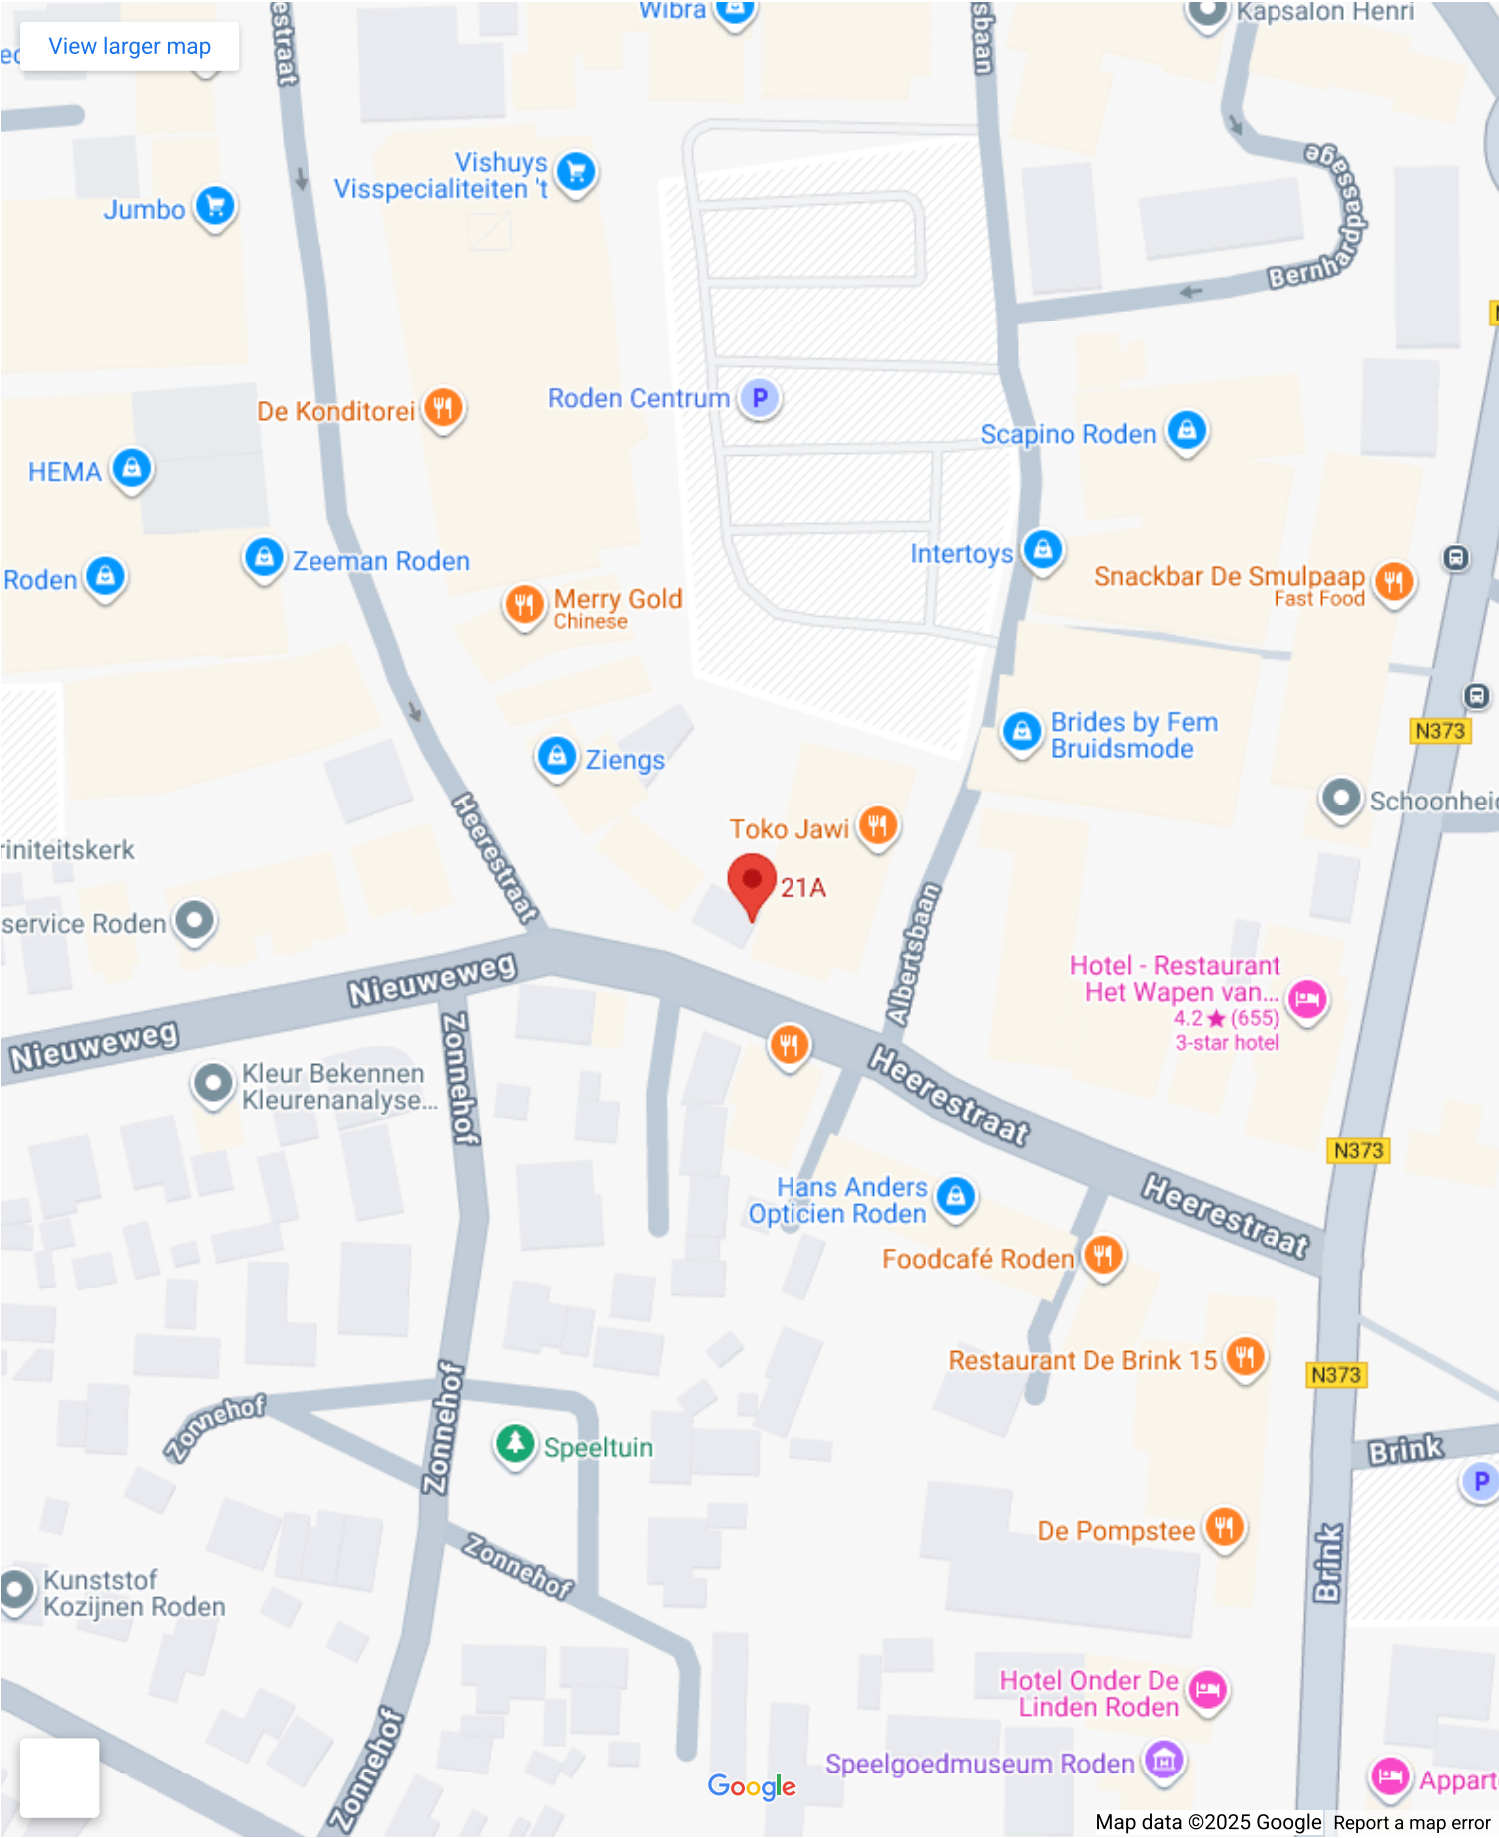 View larger map
estraat
Wibra
sbaan
Kapsalon Henri
Vishuys
Visspecialiteiten 't
Jumbo
Bernhardpassage
De Konditorei
Roden Centrum
P
Scapino Roden
HEMA
Zeeman Roden
Roden
Intertoys
Snackbar De Smulpaap
Fast Food
Merry Gold
Chinese
Brides by Fem
Bruidsmode
N373
Ziengs
Schoonheid
Heerestraat
Toko Jawi
21A
riniteitskerk
service Roden
Albertsbaan
Hotel - Restaurant
Het Wapen van...
4.2★ (655)
3-star hotel
Nieuweweg
Nieuweweg
Zonnehof
Heerestraat
Kleur Bekennen
Kleurenanalyse...
N373
Hans Anders
Opticien Roden
Heerestraat
Foodcafé Roden
Restaurant De Brink 15
N373
Zonnehof
Zonnehof
Speeltuin
Brink
P
De Pompstee
Zonnehof
Brink
Kunststof
Kozijnen Roden
Hotel Onder De
Linden Roden
Zonnehof
Speelgoedmuseum Roden
Appart
Google
Map data ©2025 Google
Report a map error